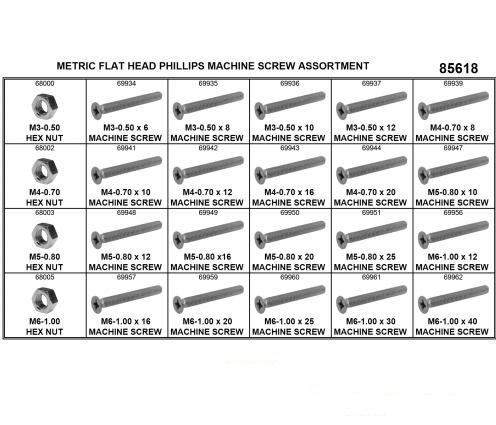 METRIC FLAT HEAD PHILLIPS MACHINE SCREW ASSORTMENT 85618
68000 69934 69935 69936 69937 69939
M3-0.50 M3-0.50 x 6 M3-0.50 x 8 M3-0.50 x 10 M3-0.50 x 12 M4-0.70 x 8
HEX NUT MACHINE SCREW MACHINE SCREW MACHINE SCREW MACHINE SCREW MACHINE SCREW
68002 69941 69942 69943 69944 69947
M4-0.70 M4-0.70 x 10 M4-0.70 x 12 M4-0.70 x 16 M4-0.70 x 20 M5-0.80 x 10
HEX NUT MACHINE SCREW MACHINE SCREW MACHINE SCREW MACHINE SCREW MACHINE SCREW
68003 69948 69949 69950 69951 69956
M5-0.80 M5-0.80 x 12 M5-0.80 x16 M5-0.80 x 20 M5-0.80 x 25 M6-1.00 x 12
HEX NUT MACHINE SCREW MACHINE SCREW MACHINE SCREW MACHINE SCREW MACHINE SCREW
68005 69957 69959 69960 69961 69962
M6-1.00 M6-1.00 x 16 M6-1.00 x 20 M6-1.00 x 25 M6-1.00 x 30 M6-1.00 x 40
HEX NUT MACHINE SCREW MACHINE SCREW MACHINE SCREW MACHINE SCREW MACHINE SCREW